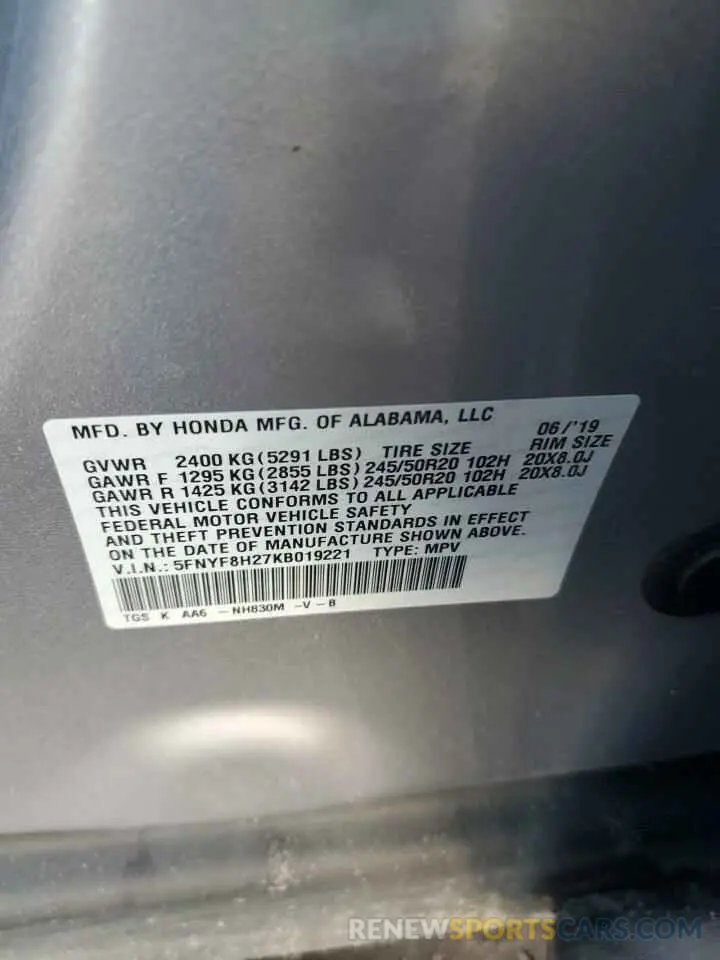 MFD. BY HONDA MFG. OF ALABAMA, LLC 06/'19
GVWR 2400 KG(5291 LBS) TIRE SIZE RIM SIZE
GAWR F 1295 KG(2855 LBS)245/50R20 102H 20X8.0J
GAWR R 1425 KG(3142 LBS)245/50R20 102H 20X8.0J
THIS VEHICLE CONFORMS TO ALL APPLICABLE
FEDERAL MOTOR VEHICLE SAFETY
AND THEFT PREVENTION STANDARDS IN EFFECT
ON THE DATE OF MANUFACTURE SHOWN ABOVE.
V.I.N.: 5FNYF8H27KB019221 TYPE: MPV
TGS K AA6 -NH830M -V -B
RENEWSPORTSCARS.COM